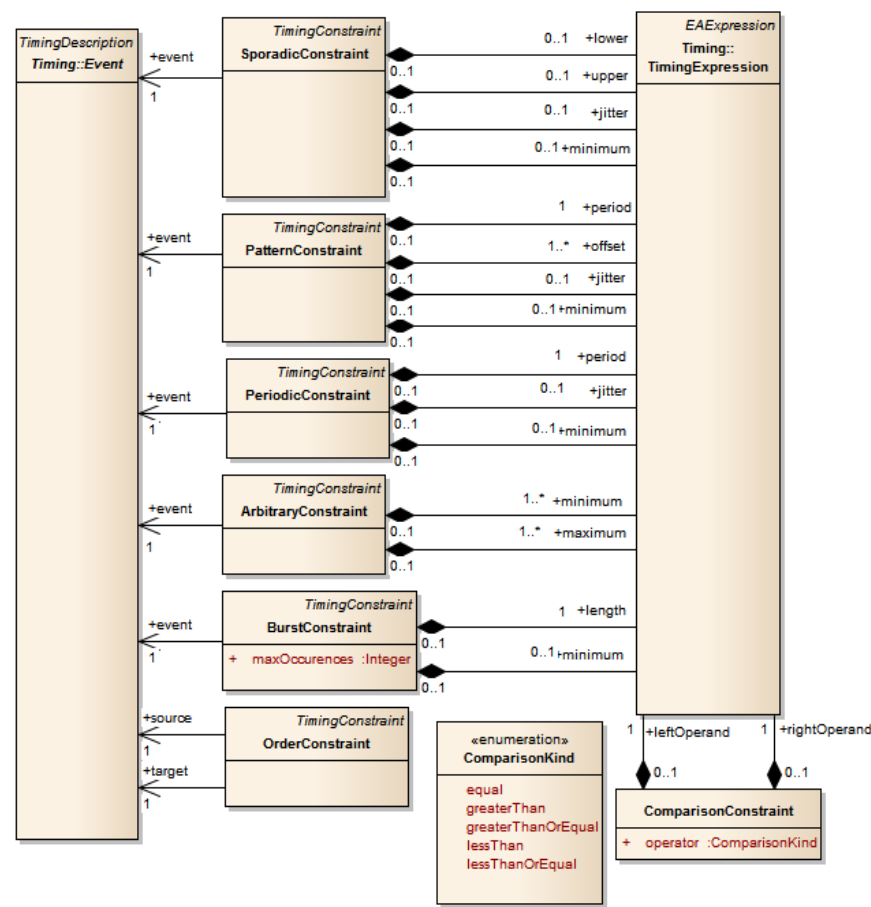 TimingDescription
Timing::Event
+event
1
TimingConstraint
SporadicConstraint
0..1
0..1
0..1
0..1
0..1 +lower
0..1 +upper
0..1 +jitter
0..1 +minimum
EAExpression
Timing::
TimingExpression
+event
1
TimingConstraint
PatternConstraint
0..1
0..1
0..1
0..1
1 +period
1..* +offset
0..1 +jitter
0..1 +minimum
+event
1
TimingConstraint
PeriodicConstraint
0..1
0..1
0..1
1 +period
0..1 +jitter
0..1 +minimum
+event
1
TimingConstraint
ArbitraryConstraint
0..1
0..1
1..* +minimum
1..* +maximum
+event
1
TimingConstraint
BurstConstraint
+ maxOccurences :Integer
0..1
0..1
1 +length
0..1 +minimum
+source
1
+target
1
TimingConstraint
OrderConstraint
«enumeration»
ComparisonKind
equal
greaterThan
greaterThanOrEqual
lessThan
lessThanOrEqual
1 +leftOperand
0..1
1 +rightOperand
0..1
ComparisonConstraint
+ operator :ComparisonKind